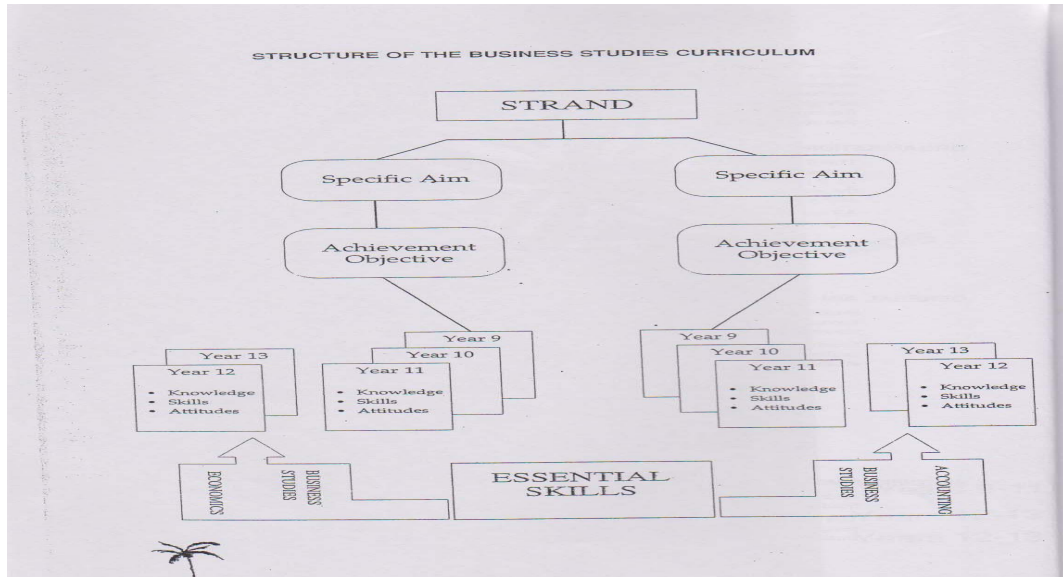 STRUCTURE OF THE BUSINESS STUDIES CURRICULUM
STRAND
Specific Aim
Specific Aim
Achievement
Objective
Achievement
Objective
Year 13
Year 12
• Knowledge
• Skills
• Attitudes
Year 9
Year 10
Year 11
• Knowledge
• Skills
• Attitudes
Year 9
Year 10
Year 11
• Knowledge
• Skills
• Attitudes
Year 13
Year 12
• Knowledge
• Skills
• Attitudes
ECONOMICS
BUSINESS
STUDIES
ESSENTIAL
SKILLS
BUSINESS
STUDIES
ACCOUNTING